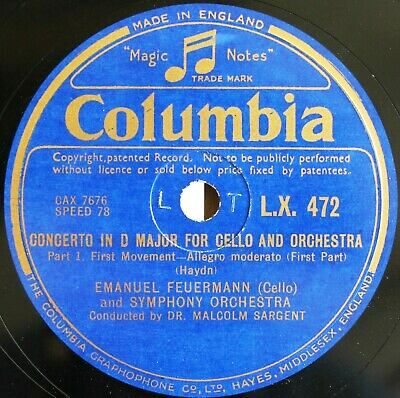 MADE IN ENGLAND
"Magic Notes"
TRADE MARK
Columbia
Copyright, patented Record. Not to be publicly performed
without licence or sold below price fixed by patentees.
CAX 7676
SPEED 78
L T
L.X. 472
CONCERTO IN D MAJOR FOR CELLO AND ORCHESTRA
Part 1. First Movement—Allegro moderato (First Part)
(Haydn)
EMANUEL FEUERMANN (Cello)
and SYMPHONY ORCHESTRA
Conducted by DR. MALCOLM SARGENT
THE COLUMBIA GRAPHOPHONE CO, LTD, HAYES, MIDDLESEX, ENGLAND.